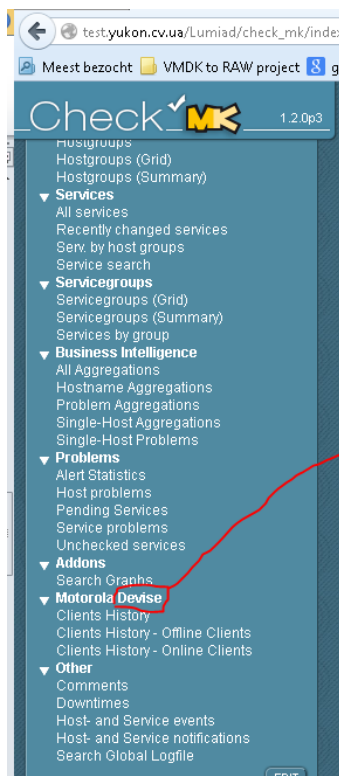 test.yukon.cv.ua/Lumiad/check_mk/inde
Meest bezocht VMDK to RAW project 8 g
Check MK 1.2.0p3
Hostgroups
Hostgroups (Grid)
Hostgroups (Summary)
Services
All services
Recently changed services
Serv. by host groups
Service search
Servicegroups
Servicegroups (Grid)
Servicegroups (Summary)
Services by group
Business Intelligence
All Aggregations
Hostname Aggregations
Problem Aggregations
Single-Host Aggregations
Single-Host Problems
Problems
Alert Statistics
Host problems
Pending Services
Service problems
Unchecked services
Addons
Search Graphs
Motorola Devise
Clients History
Clients History - Offline Clients
Clients History - Online Clients
Other
Comments
Downtimes
Host- and Service events
Host- and Service notifications
Search Global Logfile
EDIT